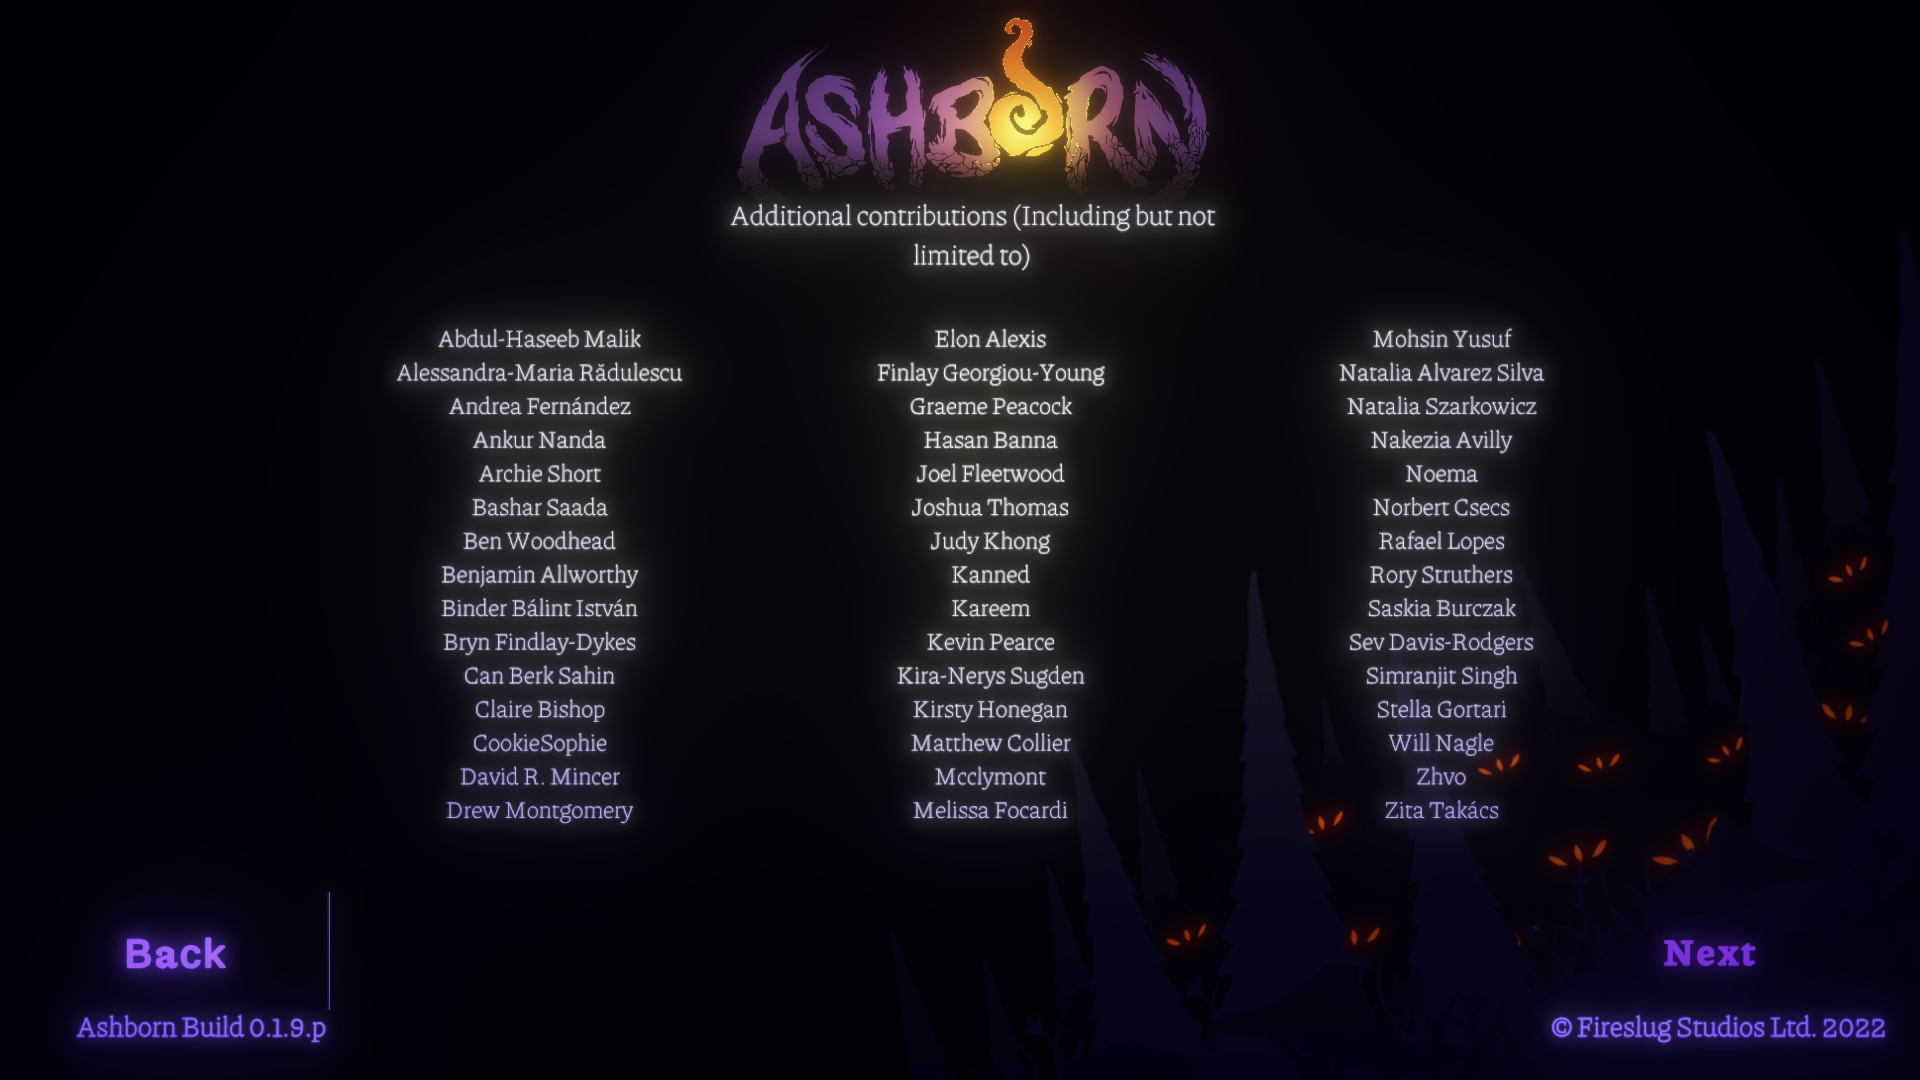 ASHBORN
Additional contributions (Including but not
limited to)
Abdul-Haseeb Malik
Alessandra-Maria Rădulescu
Andrea Fernández
Ankur Nanda
Archie Short
Bashar Saada
Ben Woodhead
Benjamin Allworthy
Binder Bálint István
Bryn Findlay-Dykes
Can Berk Sahin
Claire Bishop
CookieSophie
David R. Mincer
Drew Montgomery
Elon Alexis
Finlay Georgiou-Young
Graeme Peacock
Hasan Banna
Joel Fleetwood
Joshua Thomas
Judy Khong
Kanned
Kareem
Kevin Pearce
Kira-Nerys Sugden
Kirsty Honegan
Matthew Collier
Mcclymont
Melissa Focardi
Mohsin Yusuf
Natalia Alvarez Silva
Natalia Szarkowicz
Nakezia Avilly
Noema
Norbert Csecs
Rafael Lopes
Rory Struthers
Saskia Burczak
Sev Davis-Rodgers
Simranjit Singh
Stella Gortari
Will Nagle
Zhvo
Zita Takács
Back
Next
Ashborn Build 0.1.9.p
© Fireslug Studios Ltd. 2022